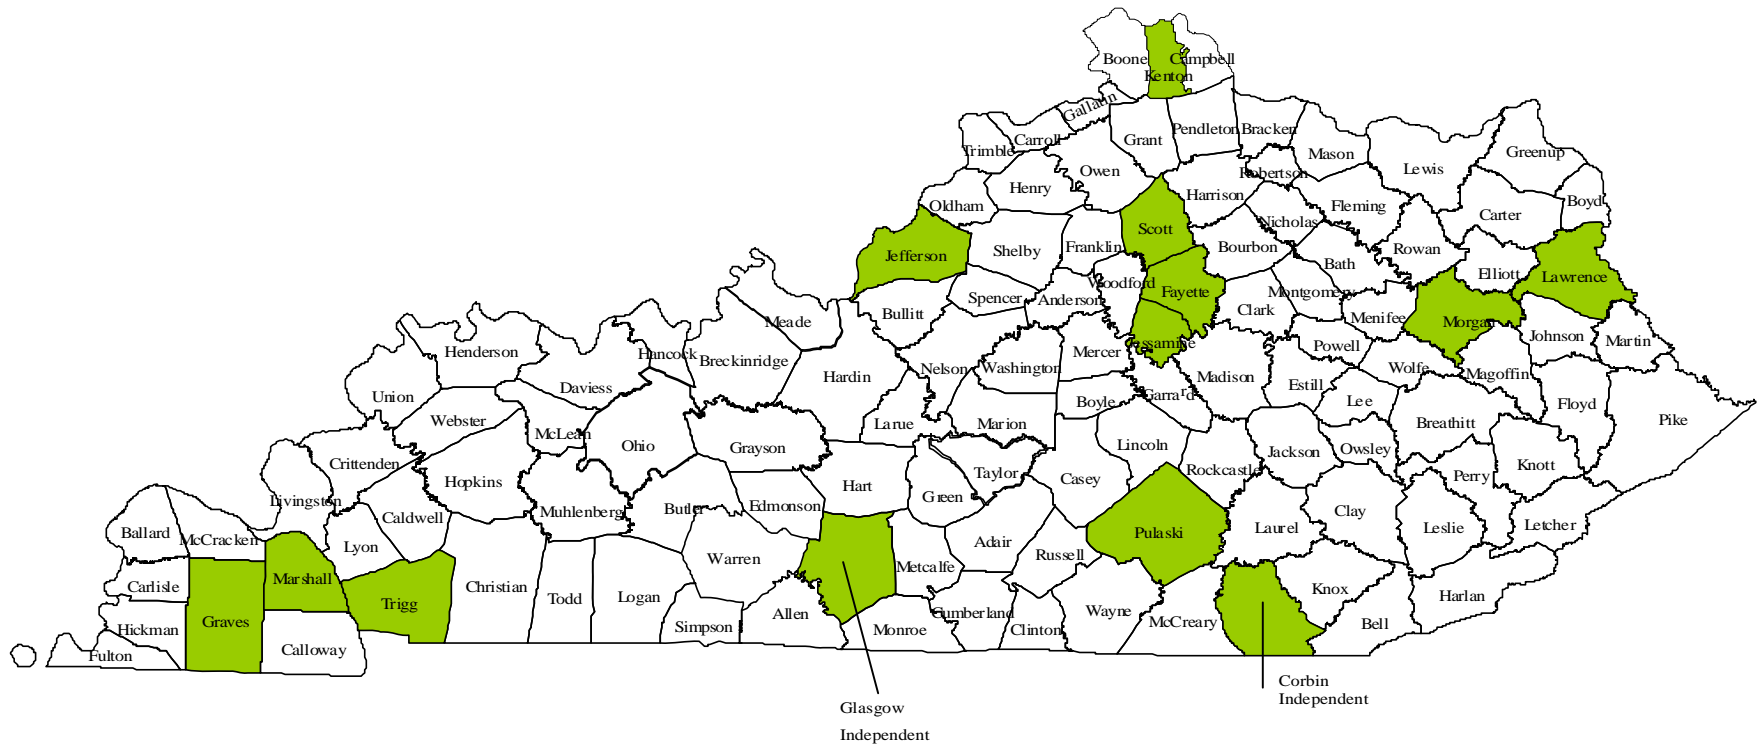 Boone
Campbell
Kenton
Gallatin
Carroll
Trimble
Grant
Pendleton
Bracken
Mason
Lewis
Greenup
Owen
Henry
Robertson
Harrison
Fleming
Boyd
Oldham
Carter
Nicholas
Scott
Jefferson
Shelby
Franklin
Bourbon
Rowan
Bath
Elliott
Lawrence
Woodford
Fayette
Montgomery
Spencer
Anderson
Clark
Bullitt
Menifee
Morgan
Meade
Johnson
Martin
Henderson
Hancock
Breckinridge
Mercer
Powell
Nelson
Washington
Wolfe
Magoffin
Hardin
Madison
Estill
Daviess
Union
Boyle
Garrard
Lee
Floyd
Webster
Larue
Marion
Pike
McLean
Ohio
Grayson
Lincoln
Breathitt
Jackson
Owsley
Crittenden
Taylor
Rockcastle
Knott
Hopkins
Hart
Green
Casey
Perry
Livingston
Muhlenberg
Butler
Edmonson
Caldwell
Clay
Laurel
Leslie
Letcher
Ballard
McCracken
Lyon
Pulaski
Adair
Warren
Russell
Metcalfe
Marshall
Carlisle
Christian
Todd
Logan
Knox
Harlan
Trigg
Graves
Allen
Cumberland
Wayne
McCreary
Hickman
Simpson
Monroe
Clinton
Bell
Calloway
Fulton
Corbin
Independent
Glasgow
Independent